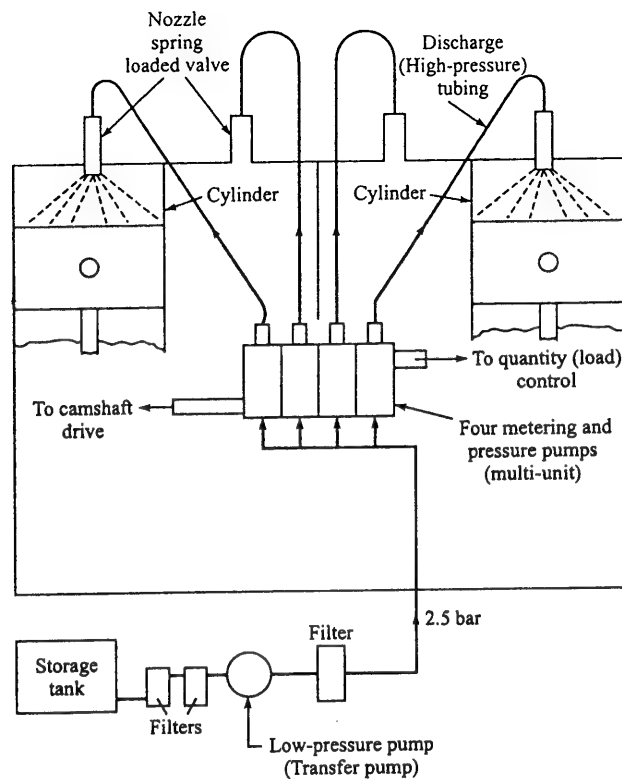 Nozzle
spring
loaded valve
Discharge
(High-pressure)
tubing
Cylinder
Cylinder
To quantity (load)
control
To camshaft
drive
Four metering and
pressure pumps
(multi-unit)
2.5 bar
Filter
Storage
tank
Filters
Low-pressure pump
(Transfer pump)